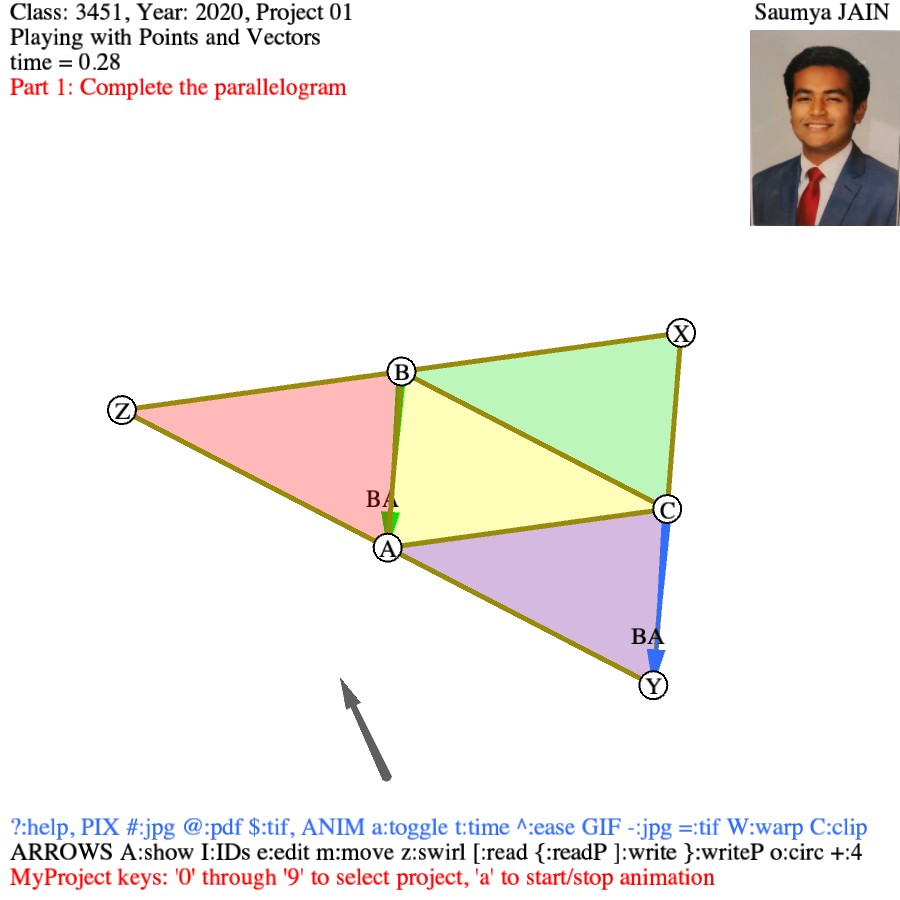 Class: 3451, Year: 2020, Project 01
Saumya JAIN
Playing with Points and Vectors
time = 0.28
Part 1: Complete the parallelogram
X
B
Z
BA
C
A
BA
Y
?:help, PIX #:jpg @:pdf $:tif, ANIM a:toggle t:time ^:ease GIF -:jpg =:tif W:warp C:clip
ARROWS A:show I:IDs e:edit m:move z:swirl [:read {:readP ]:write }:writeP o:circ +:4
MyProject keys: '0' through '9' to select project, 'a' to start/stop animation